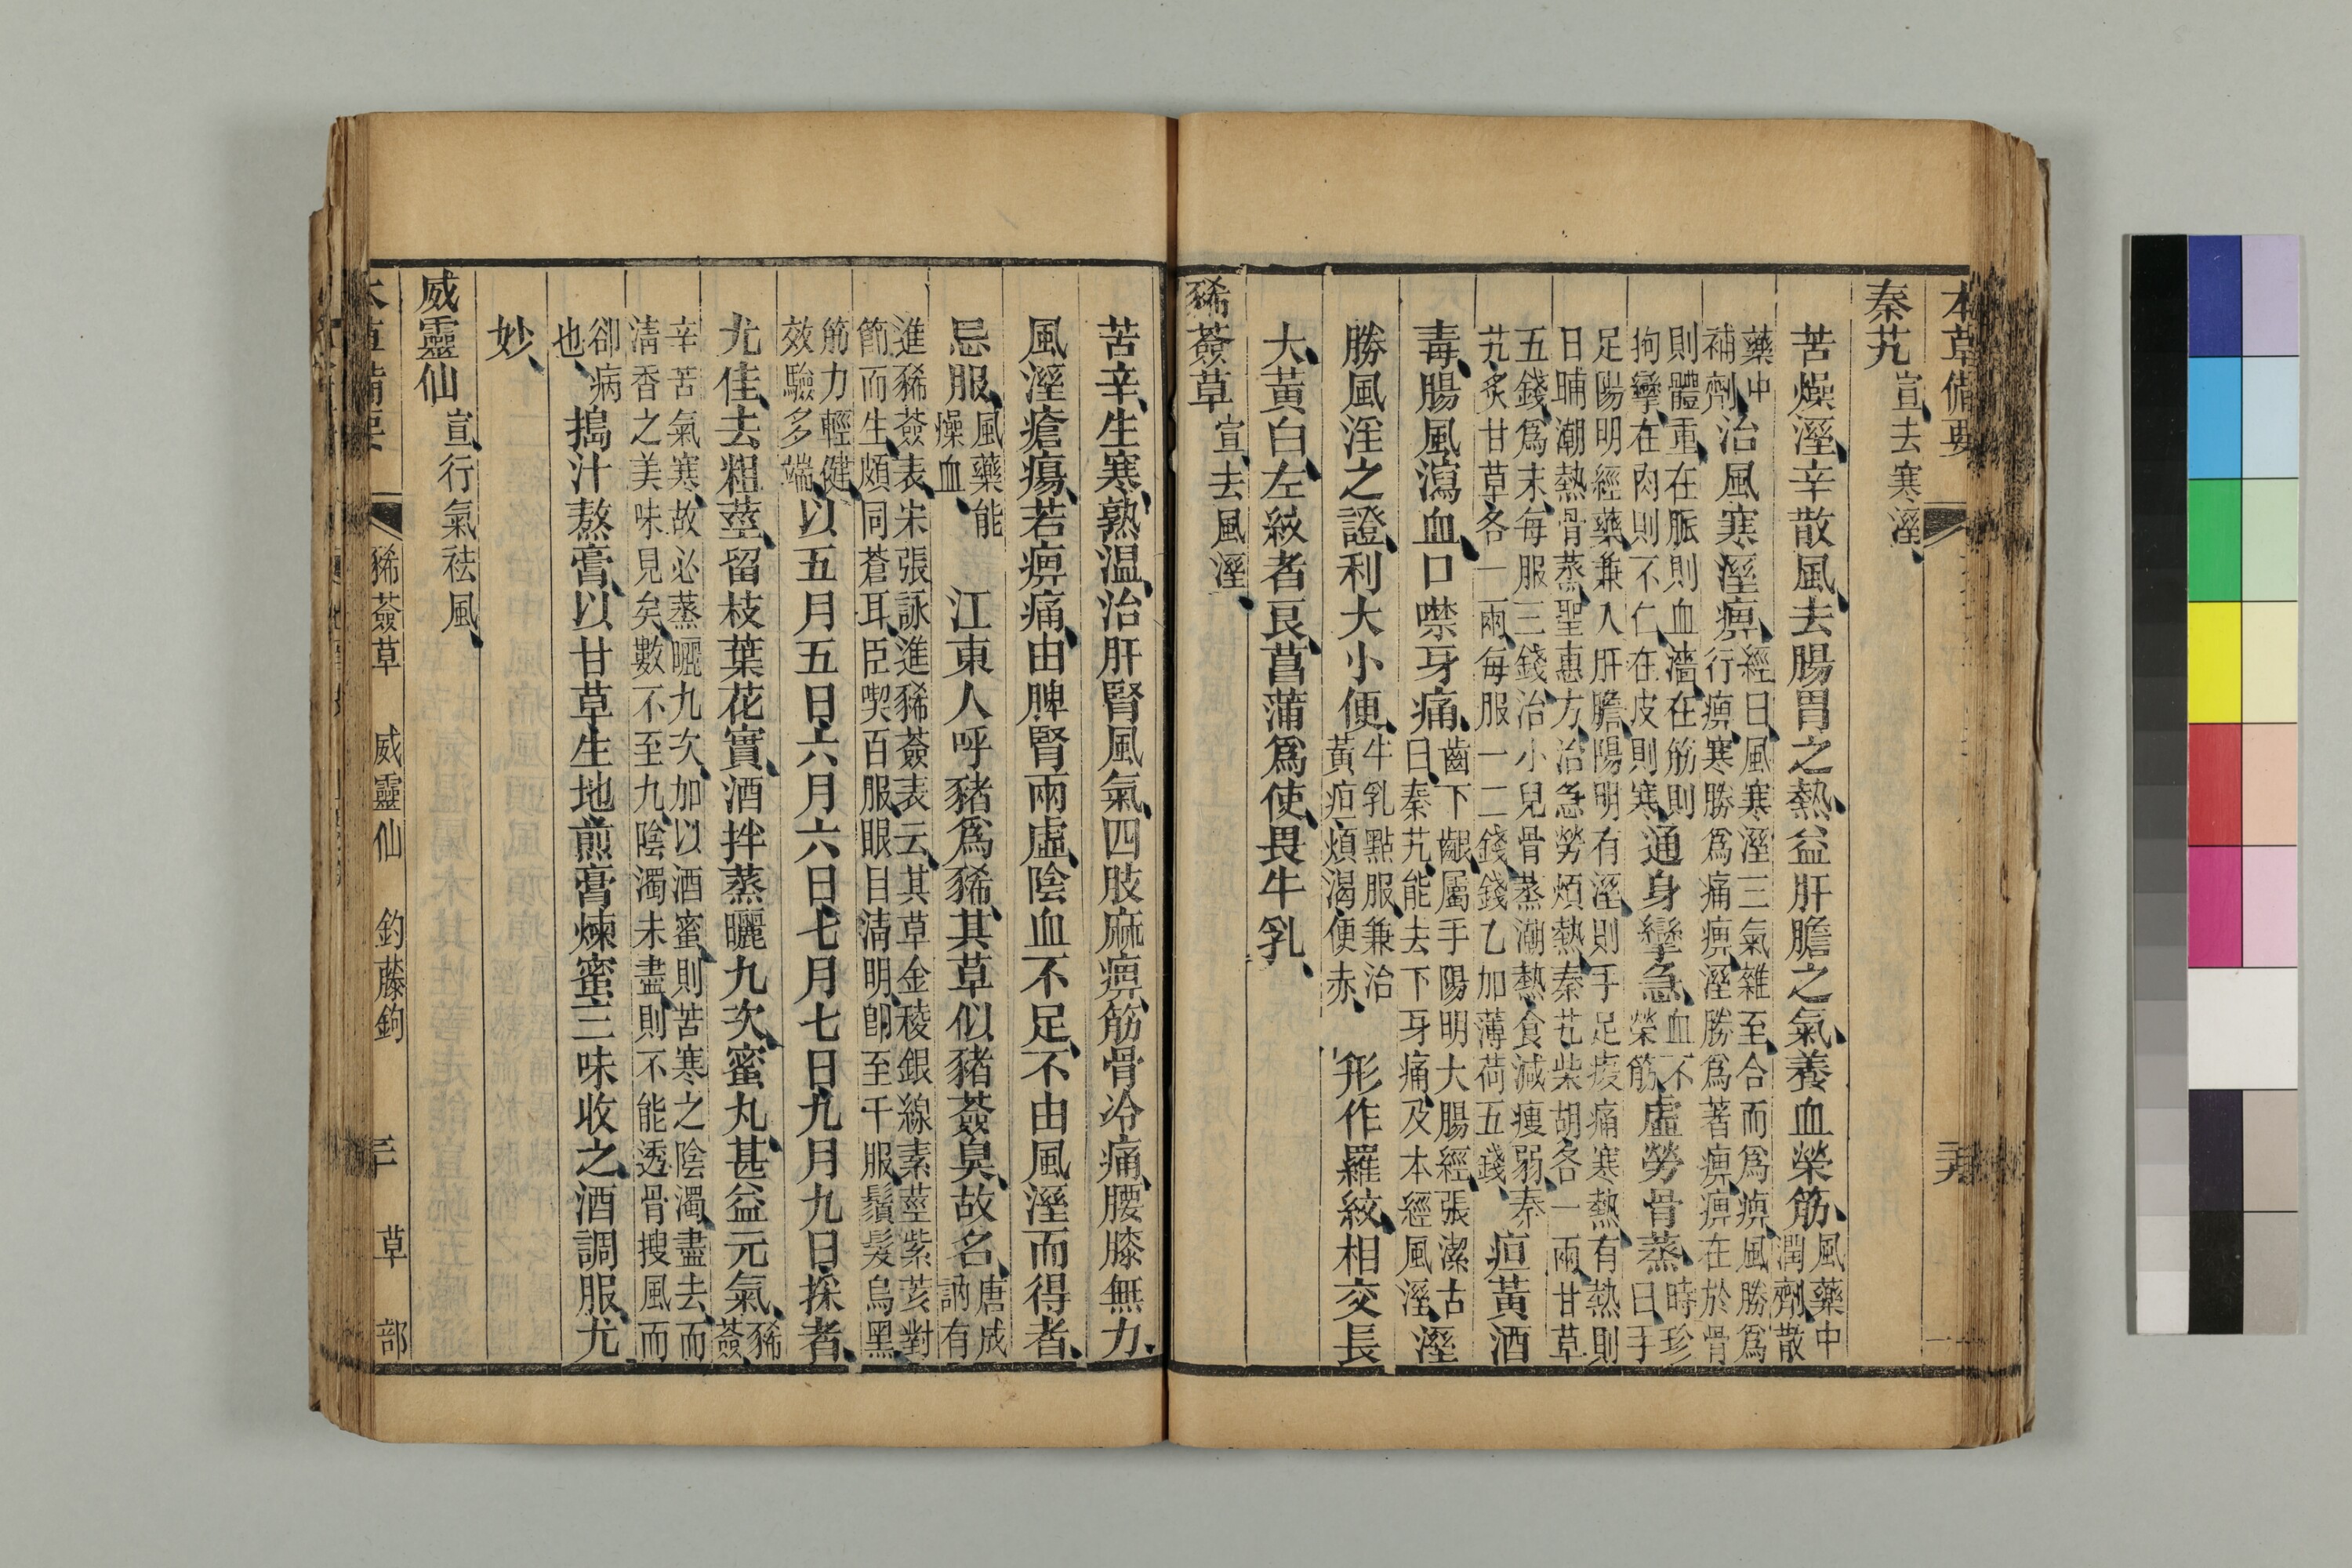 本草備要
秦艽宣、去寒溼、
苦燥溼、辛散風、去腸胃之熱、益肝膽之氣、養血榮筋、風藥中潤劑、散
藥中補劑治風寒溼痹、經曰、風寒溼三氣雜至、合而爲痹、風勝爲行痹、寒勝爲痛痹、溼勝爲著痹、痹在於骨
則體重、在脈則血濇、在筋則拘攣、在肉則不仁、在皮則寒、通身攣急、血不榮筋、虛勞骨蒸、時珍曰、手
足陽明經藥、兼入肝膽、陽明有溼、則手足痠痛寒熱、有熱則
日晡潮熱骨蒸、聖惠方、治急勞煩熱、秦艽柴胡各一兩、甘草
五錢、爲末、每服三錢、治小兒骨蒸潮熱、食減瘦弱、秦
艽炙甘草各一兩、每服一二錢、錢乙加薄荷五錢、疸黃酒
毒、腸風瀉血、口噤牙痛、齒下齦屬手陽明大腸經、張潔古曰、秦艽能去下牙痛、及本經風溼、溼
勝風淫之證、利大小便、牛乳點服、兼治黃疸煩渴便赤、形作羅紋、相交長
大、黃白、左紋者良、菖蒲爲使、畏牛乳、
豨薟草宣、去風溼、
苦辛、生寒、熟溫、治肝腎風氣、四肢麻痹、筋骨冷痛、腰膝無力、
風溼瘡瘍、若痹痛、由脾腎兩虛、陰血不足、不由風溼而得者、
忌服、風藥能燥血、江東人呼豬爲豨、其草似豬薟臭、故名、唐成訥有
進豨薟表、宋張詠進豨薟表云、其草金稜銀線、素莖紫荄、對
節而生、頗同蒼耳、臣喫百服、眼目清明、卽至千服、鬚髮烏黑、
筋力輕健、效驗多端、以五月五日、六月六日、七月七日、九月九日採者、
尤佳、去粗莖、留枝葉花實、酒拌、蒸曬九次、蜜丸、甚益元氣、豨薟
辛苦氣寒、故必蒸曬九次、加以酒蜜、則苦寒之陰濁盡去、而
清香之美味見矣、數不至九、陰濁未盡、則不能透骨搜風而
卻病也、搗汁熬膏、以甘草生地煎膏、煉蜜三味收之、酒調服、尤
妙、
威靈仙宣、行氣祛風、
本草備要 豨薟草 威靈仙 釣藤鉤 草部